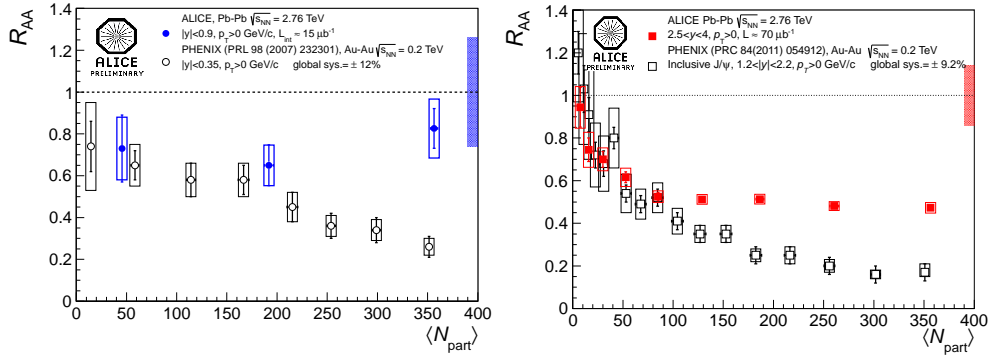 R_AA
ALICE, Pb-Pb √s_NN = 2.76 TeV
|y|<0.9, p_T>0 GeV/c, L_int ≈ 15 μb⁻¹
PHENIX (PRL 98 (2007) 232301), Au-Au √s_NN = 0.2 TeV
|y|<0.35, p_T>0 GeV/c global sys.= ± 12%
ALICE
PRELIMINARY
1.4
1.2
1
0.8
0.6
0.4
0.2
0
0 50 100 150 200 250 300 350 400
⟨N_part⟩
R_AA
ALICE Pb-Pb √s_NN = 2.76 TeV
2.5<y<4, p_T>0, L ≈ 70 μb⁻¹
PHENIX (PRC 84(2011) 054912), Au-Au √s_NN = 0.2 TeV
Inclusive J/ψ, 1.2<|y|<2.2, p_T>0 GeV/c global sys.= ± 9.2%
ALICE
PRELIMINARY
1.4
1.2
1
0.8
0.6
0.4
0.2
0
0 50 100 150 200 250 300 350 400
⟨N_part⟩